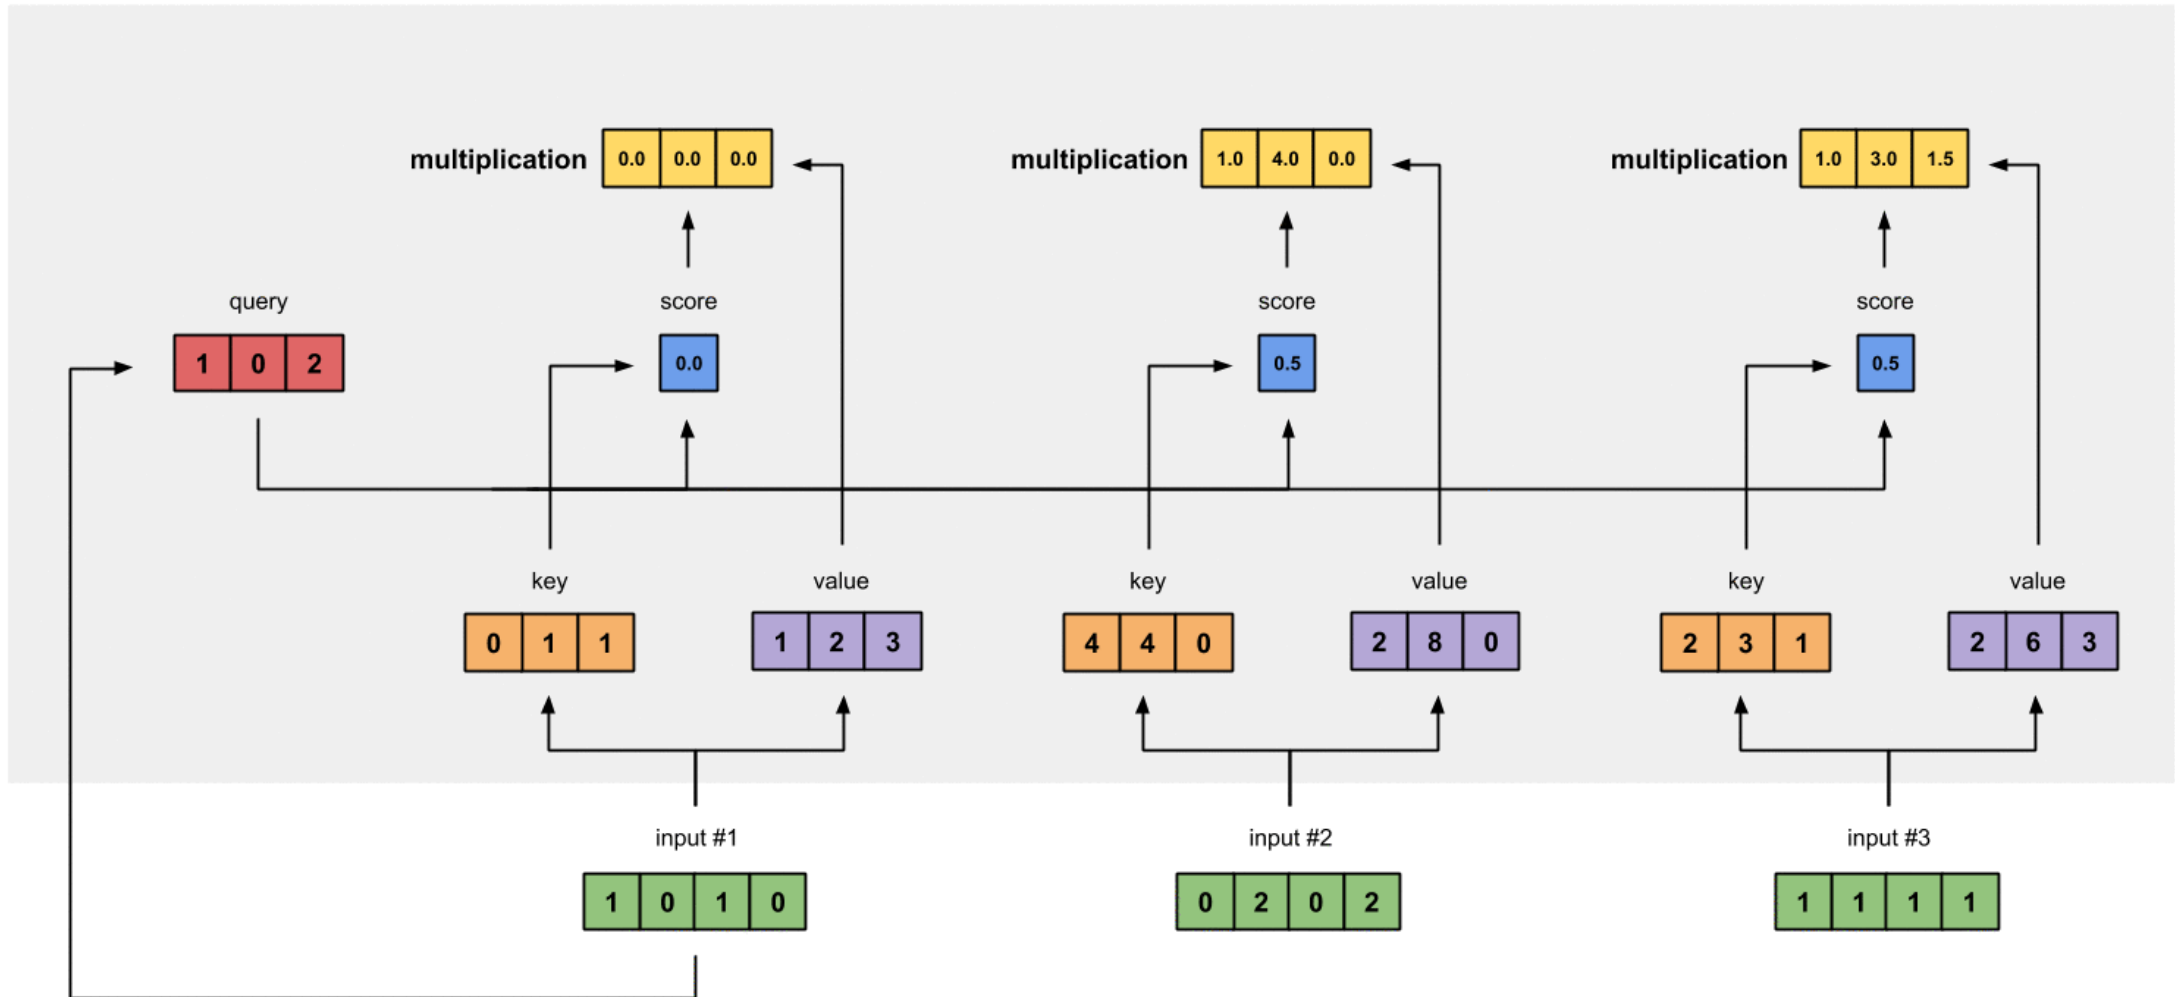 multiplication 0.0 0.0 0.0 multiplication 1.0 4.0 0.0 multiplication 1.0 3.0 1.5
query score score score
1 0 2 0.0 0.5 0.5
key value key value key value
0 1 1 1 2 3 4 4 0 2 8 0 2 3 1 2 6 3
input #1 input #2 input #3
1 0 1 0 0 2 0 2 1 1 1 1